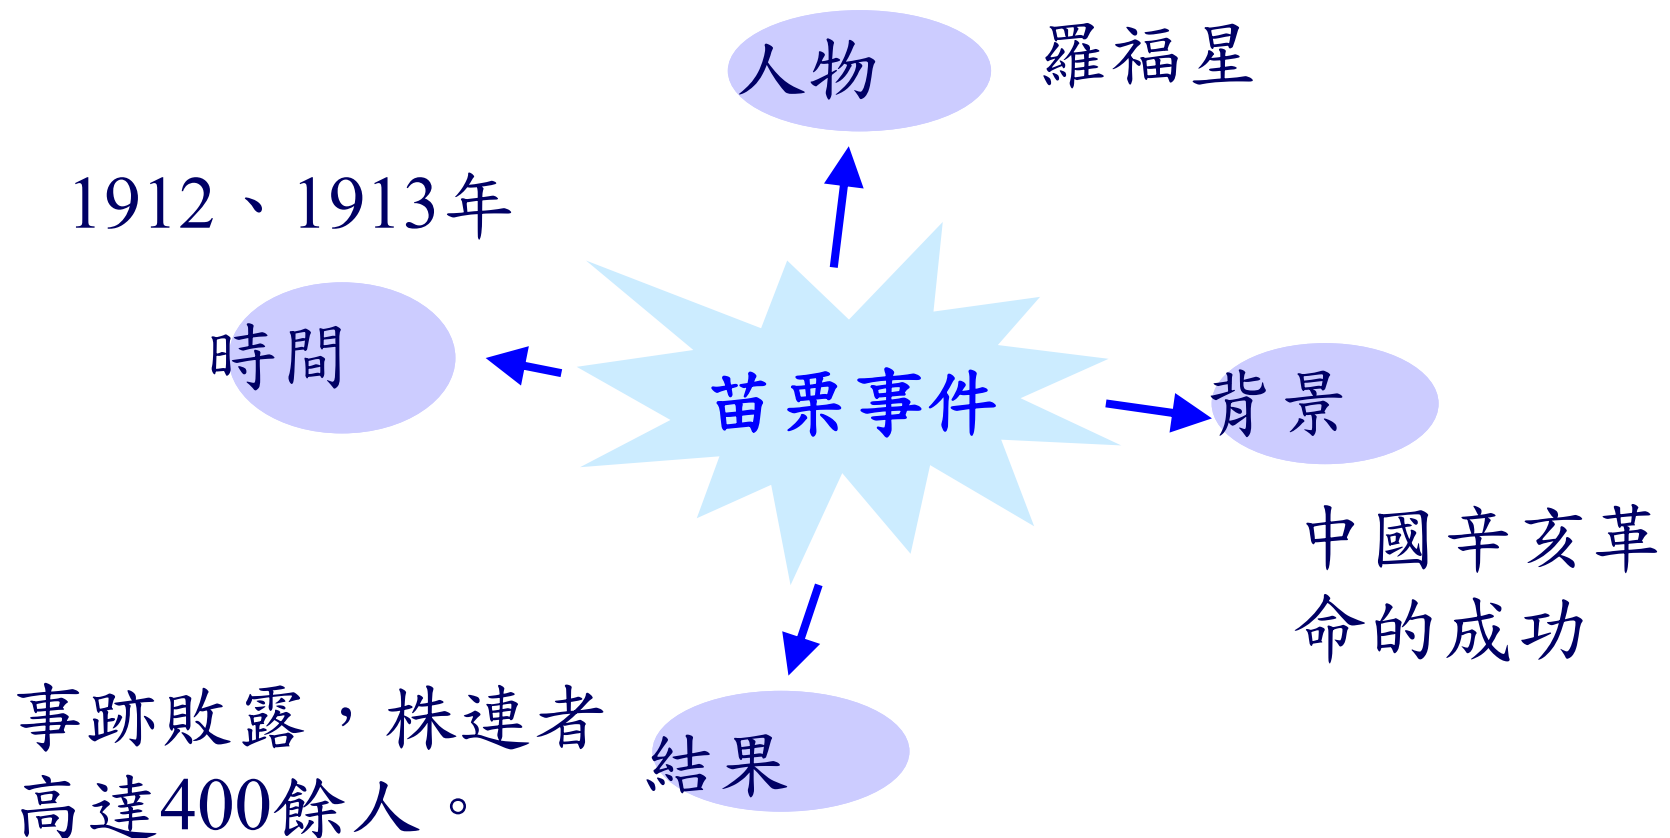 人物
羅福星
1912、1913年
時間
苗栗事件
背景
中國辛亥革
命的成功
事跡敗露，株連者
高達400餘人。
結果